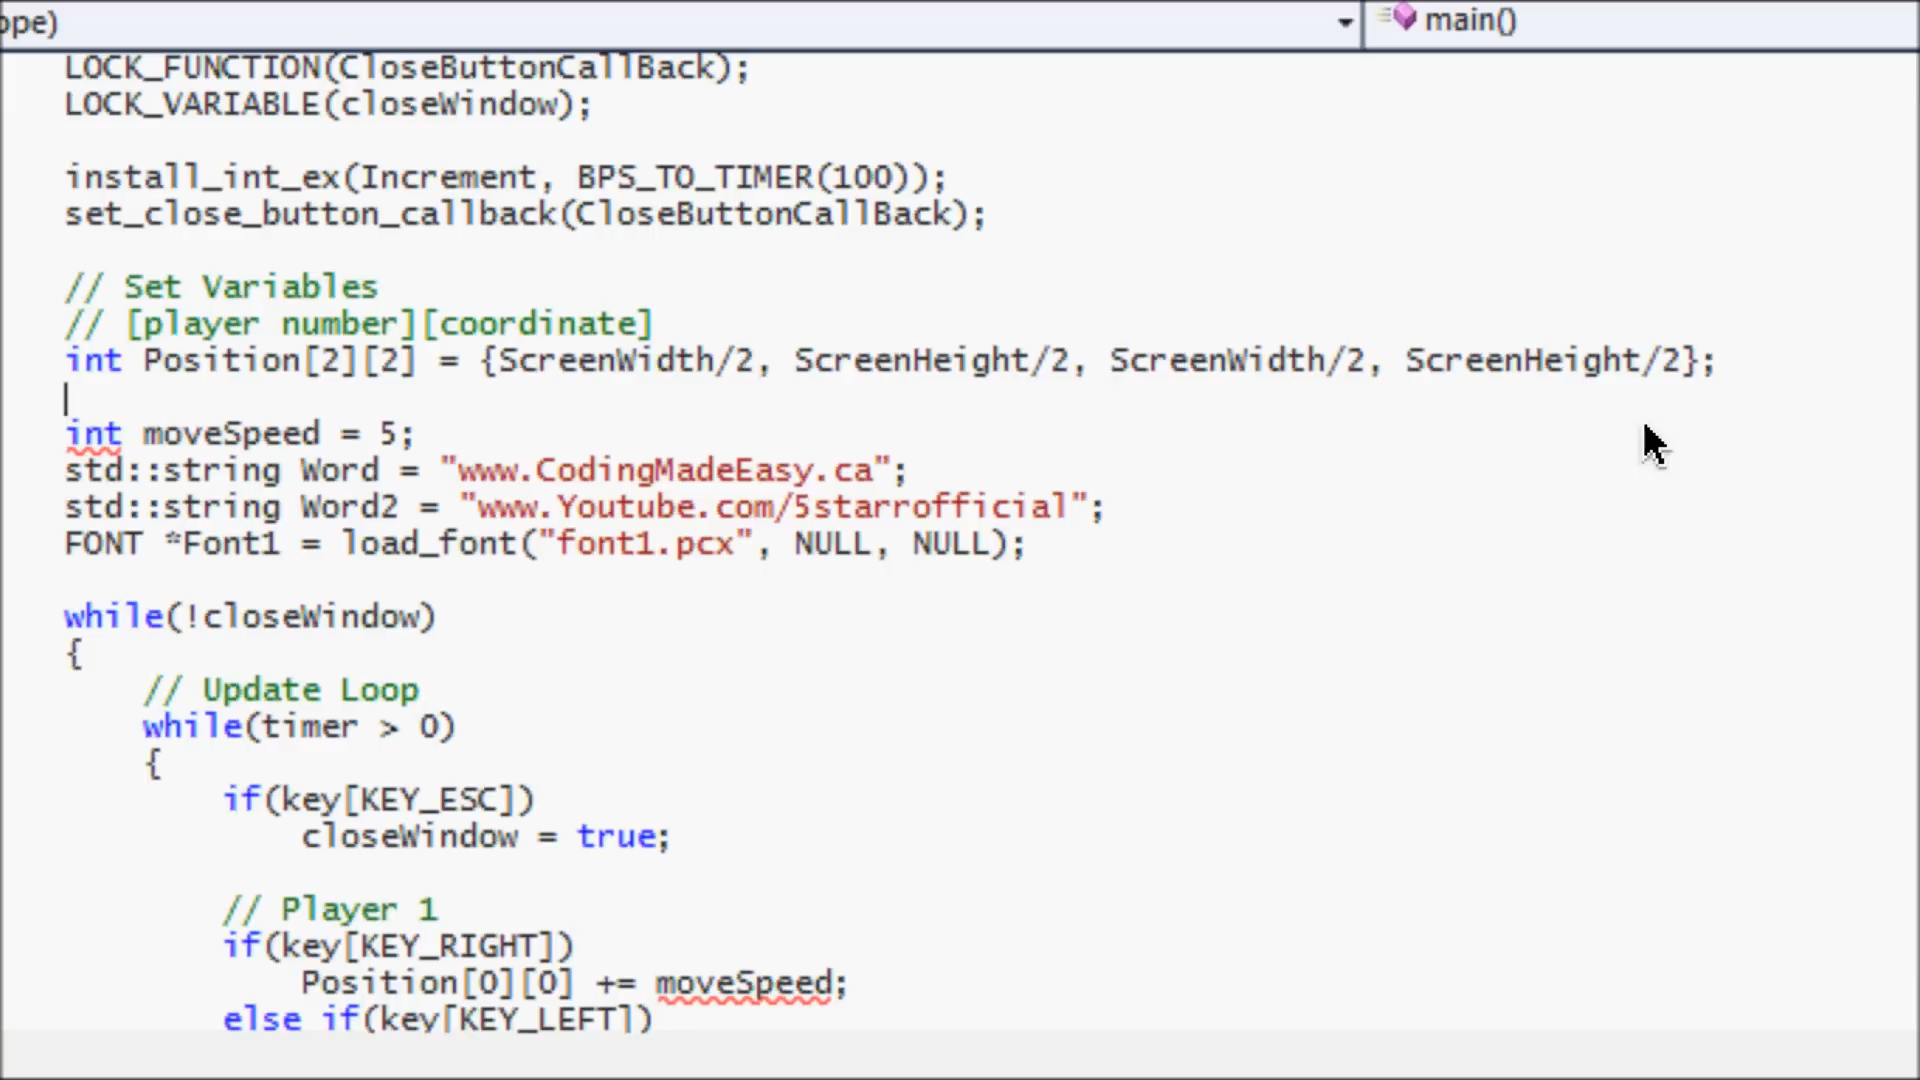 ope) main()
LOCK_FUNCTION(CloseButtonCallBack);
LOCK_VARIABLE(closeWindow);
install_int_ex(Increment, BPS_TO_TIMER(100));
set_close_button_callback(CloseButtonCallBack);
// Set Variables
// [player number][coordinate]
int Position[2][2] = {ScreenWidth/2, ScreenHeight/2, ScreenWidth/2, ScreenHeight/2};
int moveSpeed = 5;
std::string Word = "www.CodingMadeEasy.ca";
std::string Word2 = "www.Youtube.com/5starrofficial";
FONT *Font1 = load_font("font1.pcx", NULL, NULL);
while(!closeWindow)
{
// Update Loop
while(timer > 0)
{
if(key[KEY_ESC])
closeWindow = true;
// Player 1
if(key[KEY_RIGHT])
Position[0][0] += moveSpeed;
else if(key[KEY_LEFT])